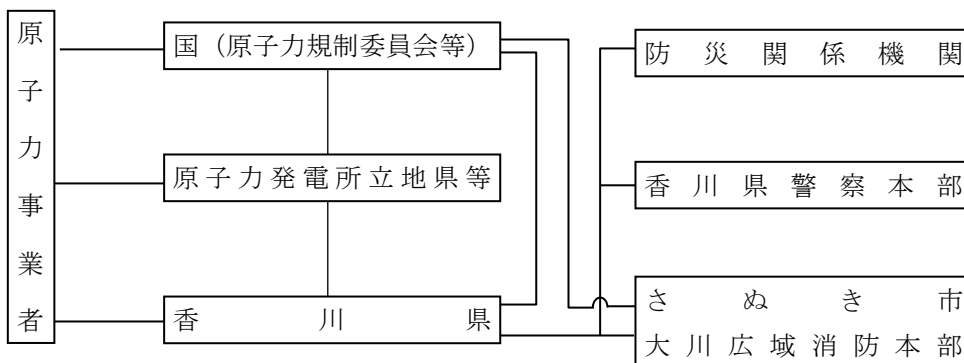 原子力事業者
国（原子力規制委員会等）
原子力発電所立地県等
香川県
防災関係機関
香川県警察本部
さぬき市
大川広域消防本部